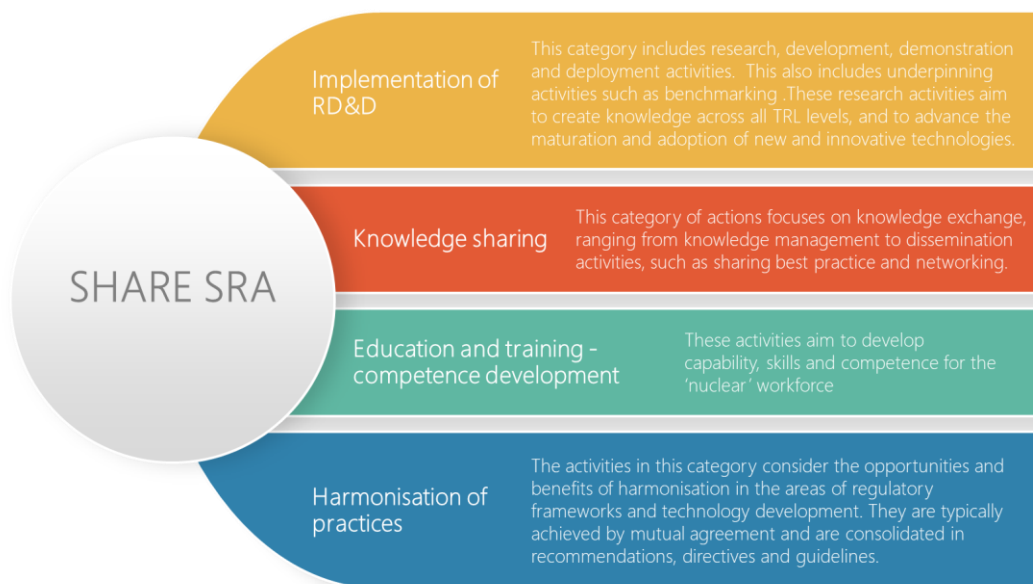 SHARE SRA
Implementation of
RD&D
This category includes research, development, demonstration
and deployment activities.  This also includes underpinning
activities such as benchmarking .These research activities aim
to create knowledge across all TRL levels, and to advance the
maturation and adoption of new and innovative technologies.
Knowledge sharing
This category of actions focuses on knowledge exchange,
ranging from knowledge management to dissemination
activities, such as sharing best practice and networking.
Education and training -
competence development
These activities aim to develop
capability, skills and competence for the
‘nuclear’ workforce
Harmonisation of
practices
The activities in this category consider the opportunities and
benefits of harmonisation in the areas of regulatory
frameworks and technology development. They are typically
achieved by mutual agreement and are consolidated in
recommendations, directives and guidelines.